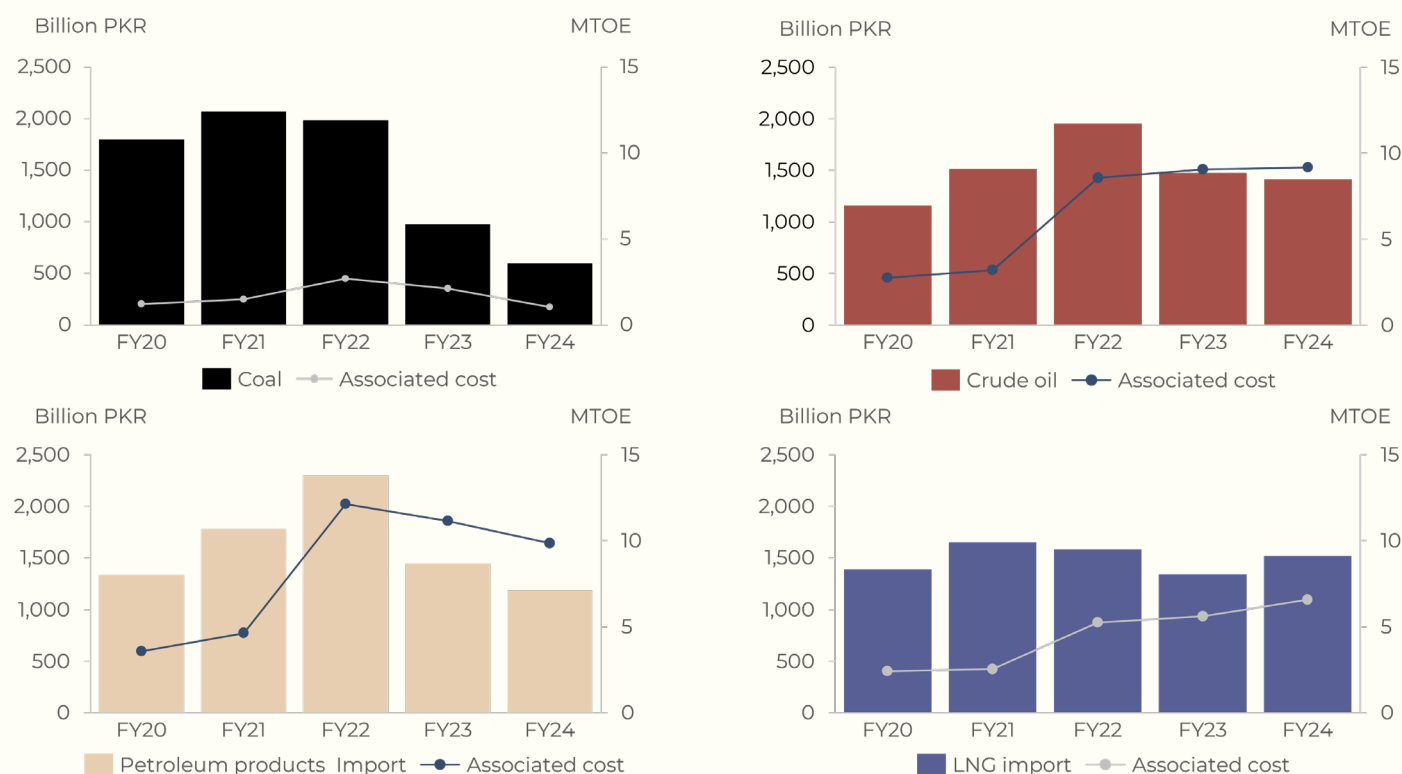 Billion PKR MTOE
2,500 15
2,000
1,500 10
1,000
500 5
0 0
FY20 FY21 FY22 FY23 FY24
Coal Associated cost
Billion PKR MTOE
2,500 15
2,000
1,500 10
1,000
500 5
0 0
FY20 FY21 FY22 FY23 FY24
Crude oil Associated cost
Billion PKR MTOE
2,500 15
2,000
1,500 10
1,000
500 5
0 0
FY20 FY21 FY22 FY23 FY24
Petroleum products Import Associated cost
Billion PKR MTOE
2,500 15
2,000
1,500 10
1,000
500 5
0 0
FY20 FY21 FY22 FY23 FY24
LNG import Associated cost